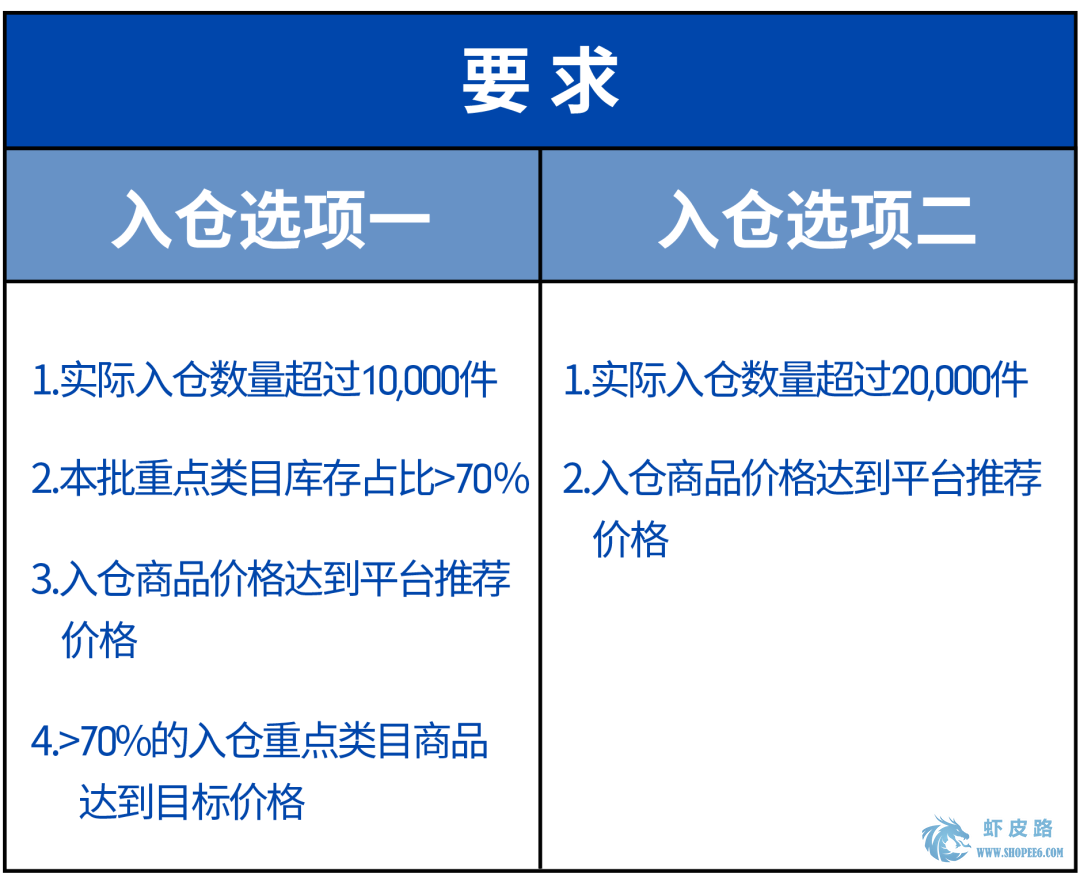 要求
入仓选项一
入仓选项二
1.实际入仓数量超过10,000件
2.本批重点类目库存占比>70%
3.入仓商品价格达到平台推荐
价格
4.>70%的入仓重点类目商品
达到目标价格
1.实际入仓数量超过20,000件
2.入仓商品价格达到平台推荐
价格
虾皮路
WWW.SHOPEE6.COM